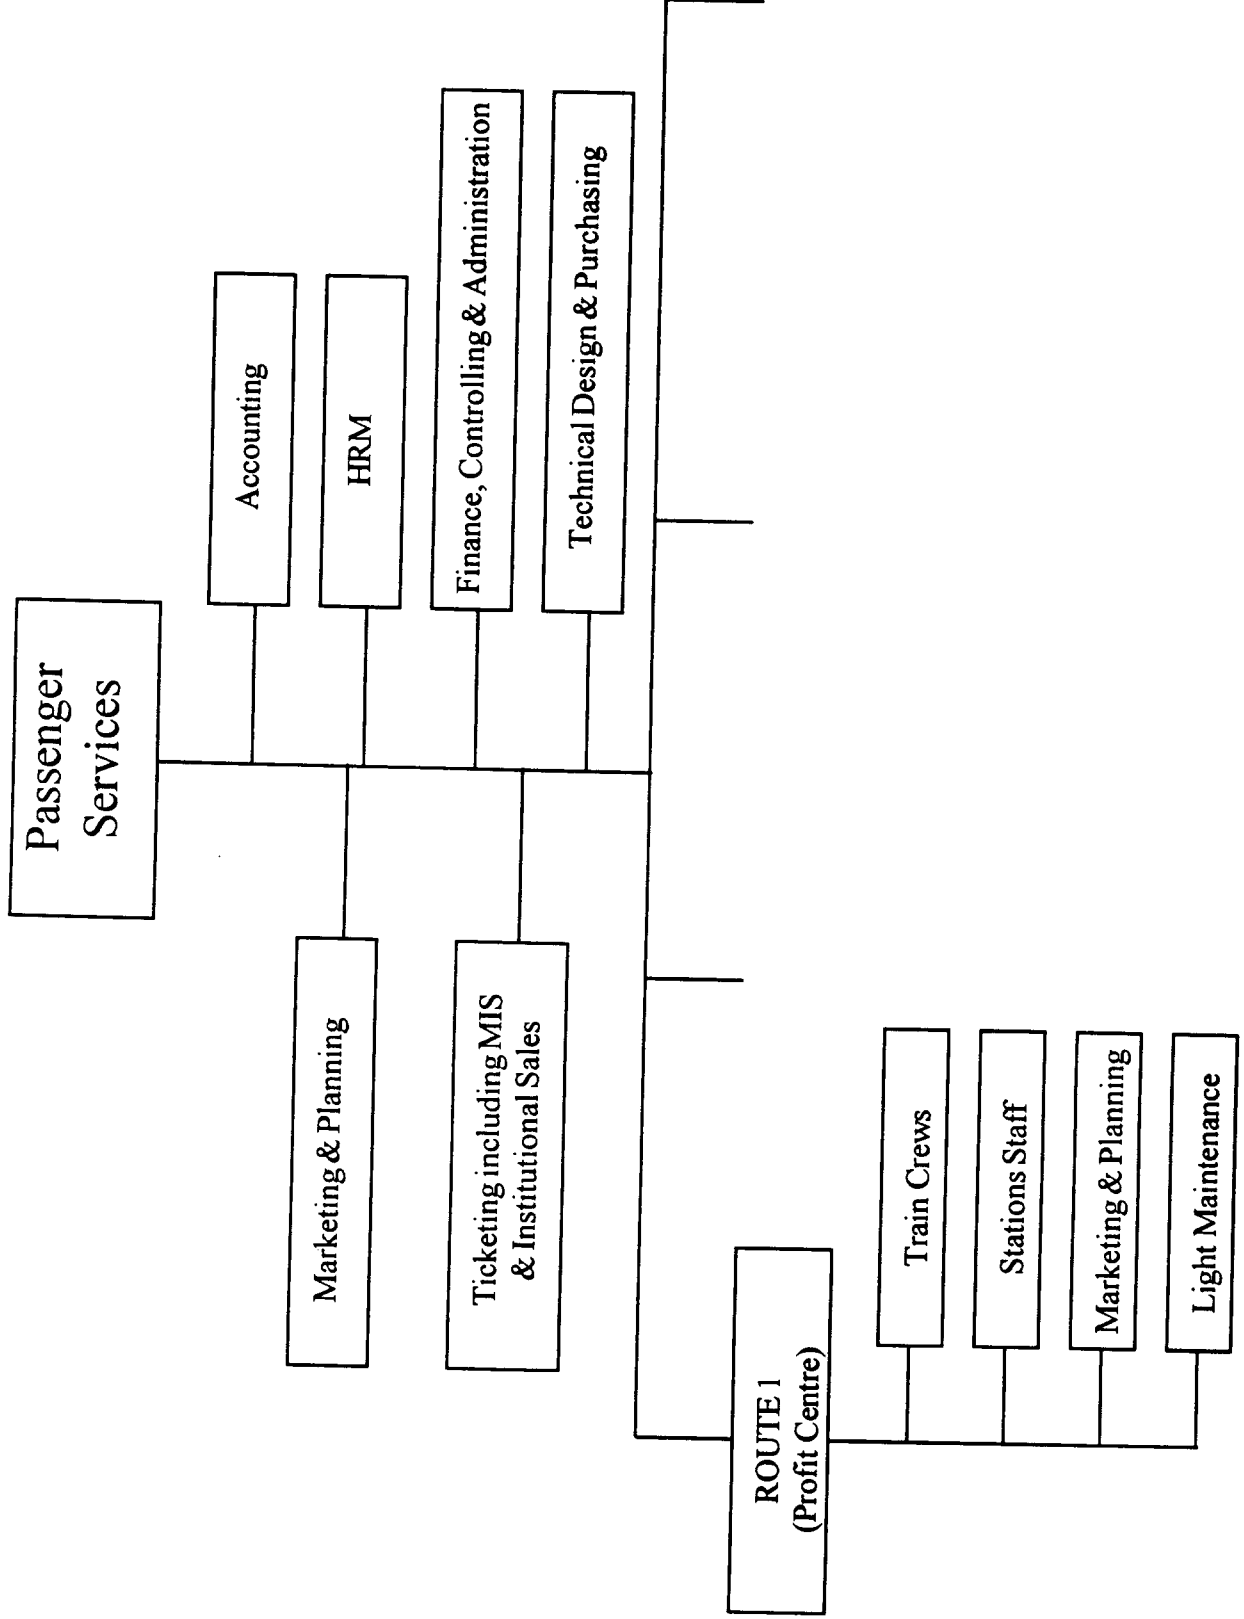 Passenger
Services
Accounting
HRM
Finance, Controlling & Administration
Technical Design & Purchasing
Marketing & Planning
Ticketing including MIS
& Institutional Sales
ROUTE 1
(Profit Centre)
Train Crews
Stations Staff
Marketing & Planning
Light Maintenance